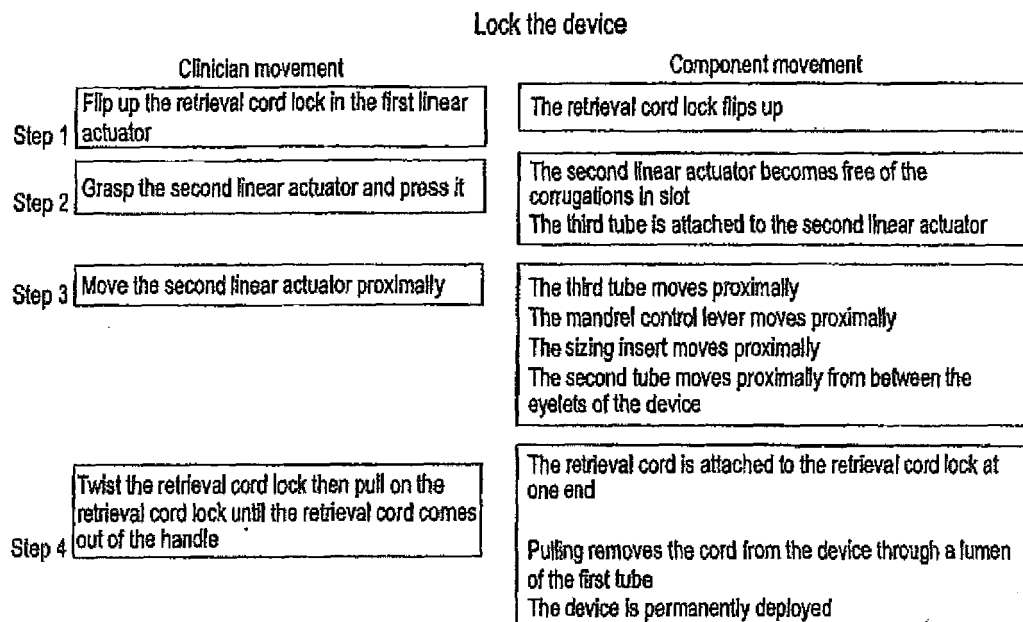 Lock the device
Clinician movement
Component movement
Step 1
Flip up the retrieval cord lock in the first linear
actuator
The retrieval cord lock flips up
Step 2
Grasp the second linear actuator and press it
The second linear actuator becomes free of the
corrugations in slot
The third tube is attached to the second linear actuator
Step 3
Move the second linear actuator proximally
The third tube moves proximally
The mandrel control lever moves proximally
The sizing insert moves proximally
The second tube moves proximally from between the
eyelets of the device
Step 4
Twist the retrieval cord lock then pull on the
retrieval cord lock until the retrieval cord comes
out of the handle
The retrieval cord is attached to the retrieval cord lock at
one end
Pulling removes the cord from the device through a lumen
of the first tube
The device is permanently deployed